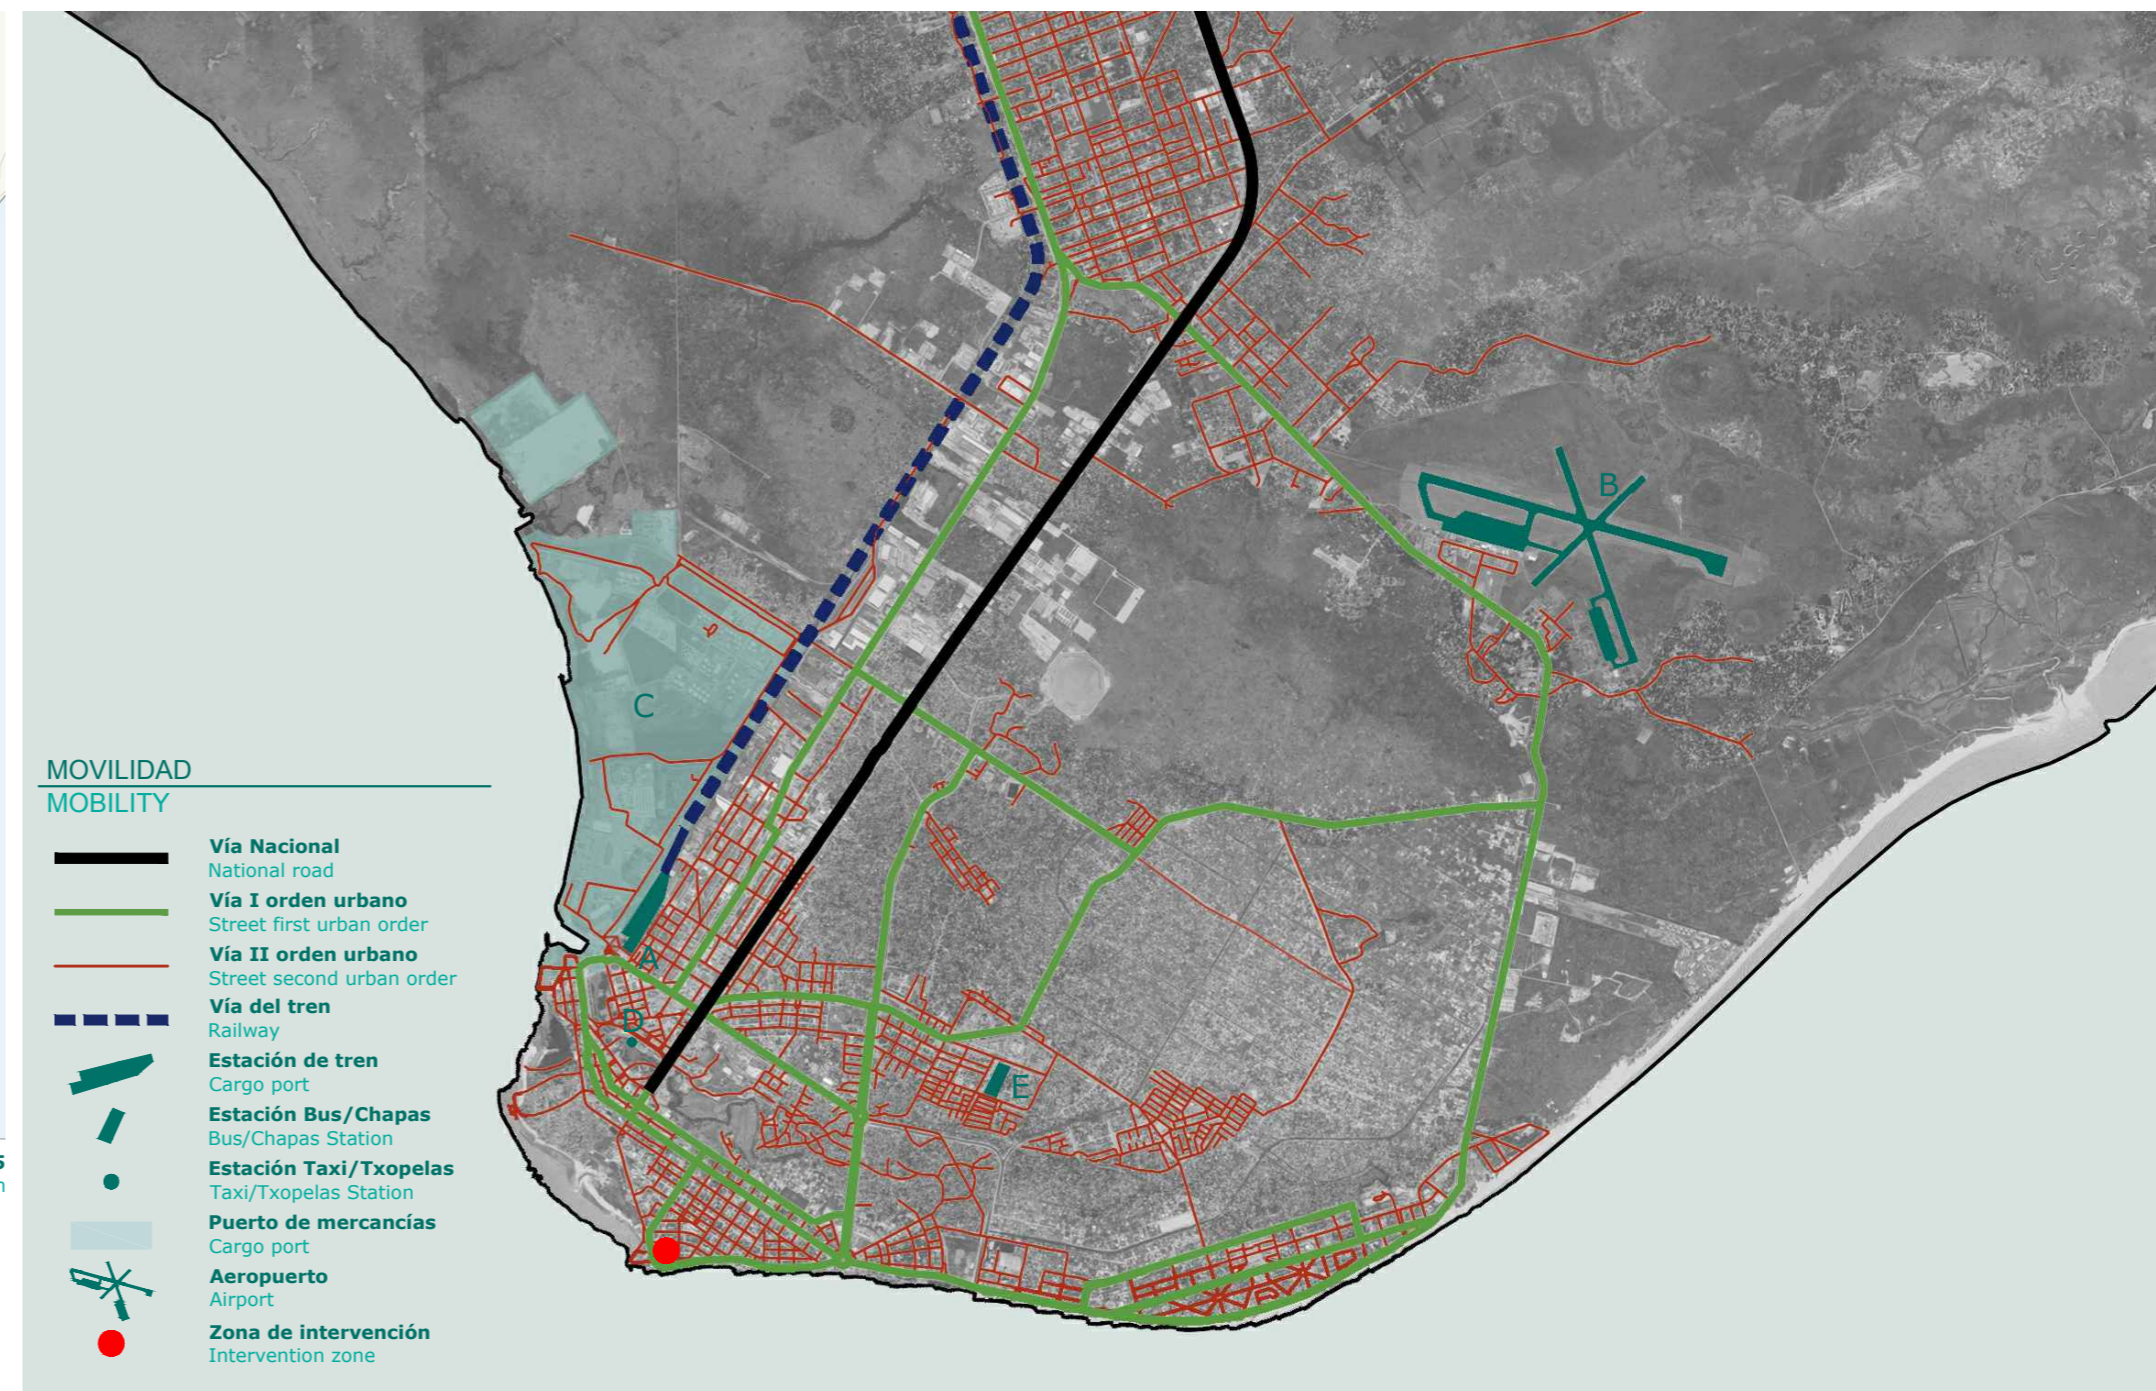 B
C
MOVILIDAD
MOBILITY
Vía Nacional
National road
Vía I orden urbano
Street first urban order
Vía II orden urbano
Street second urban order
A
Vía del tren
Railway
D
Estación de tren
Cargo port
E
Estación Bus/Chapas
Bus/Chapas Station
Estación Taxi/Txopelas
Taxi/Txopelas Station
Puerto de mercancías
Cargo port
Aeropuerto
Airport
Zona de intervención
Intervention zone